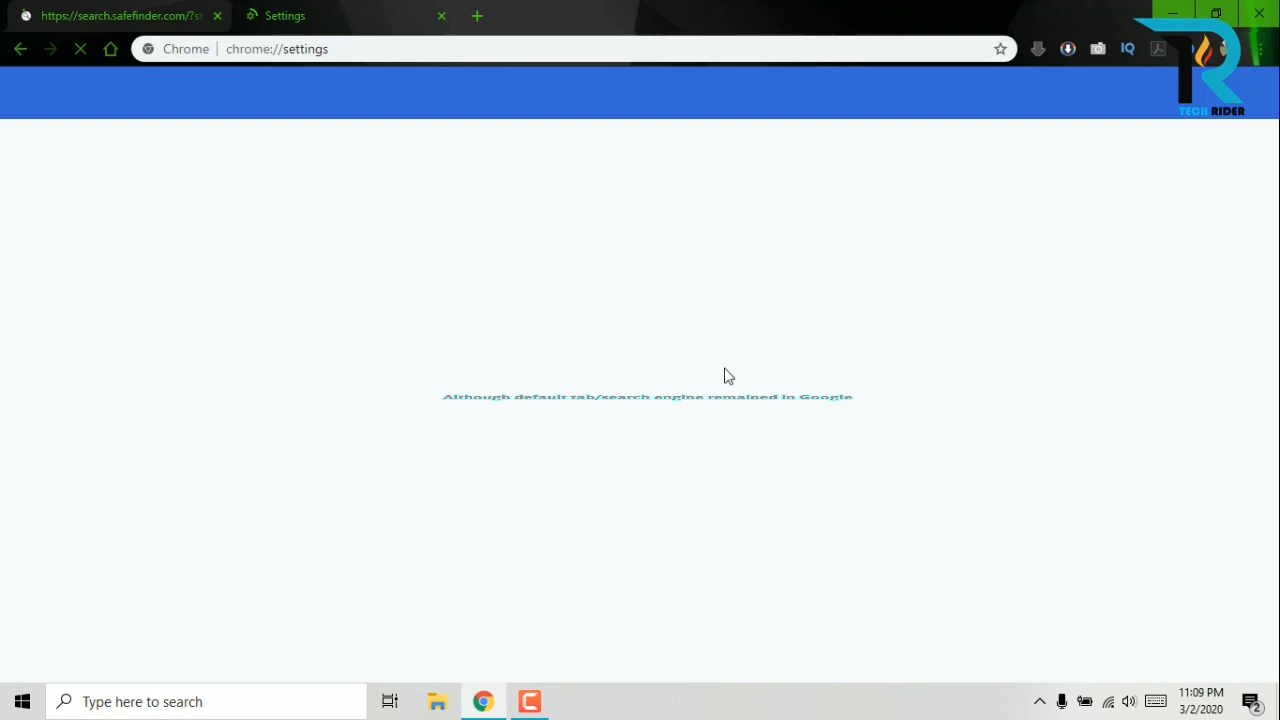 https://search.safefinder.com/?st
Settings
Chrome
chrome://settings
IQ
TECH RIDER
Although default tab/search engine remained in Google
Type here to search
11:09 PM
3/2/2020
2